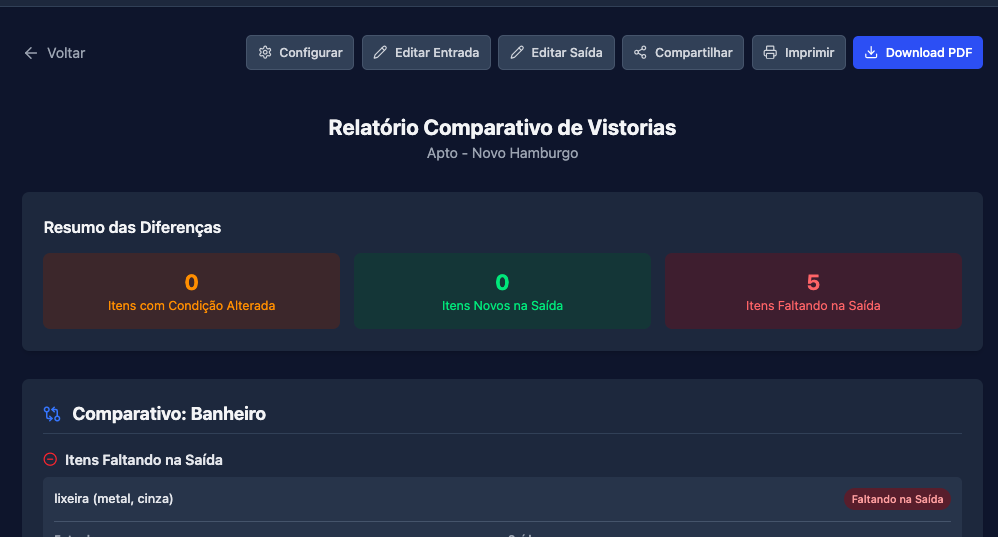 Voltar
Configurar
Editar Entrada
Editar Saída
Compartilhar
Imprimir
Download PDF
Relatório Comparativo de Vistorias
Apto - Novo Hamburgo
Resumo das Diferenças
0
Itens com Condição Alterada
0
Itens Novos na Saída
5
Itens Faltando na Saída
Comparativo: Banheiro
Itens Faltando na Saída
lixeira (metal, cinza)
Faltando na Saída